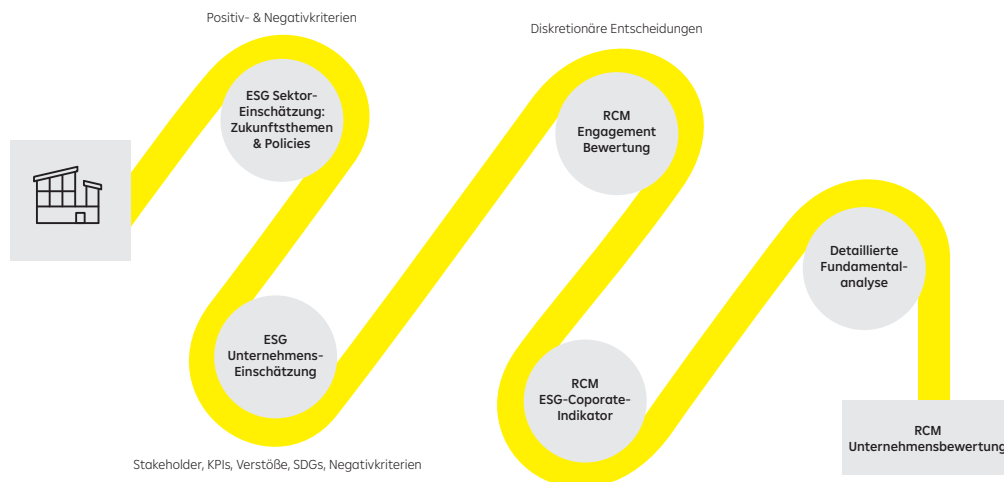 Positiv- & Negativkriterien
Diskretionäre Entscheidungen
ESG Sektor-
Einschätzung:
Zukunftsthemen
& Policies
RCM
Engagement
Bewertung
Detaillierte
Fundamental-
analyse
ESG
Unternehmens-
Einschätzung
RCM
ESG-Coporate-
Indikator
RCM
Unternehmensbewertung
Stakeholder, KPIs, Verstöße, SDGs, Negativkriterien